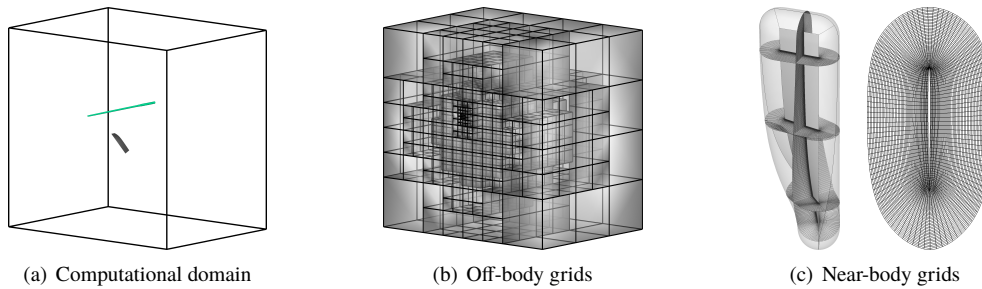 (a) Computational domain
(b) Off-body grids
(c) Near-body grids